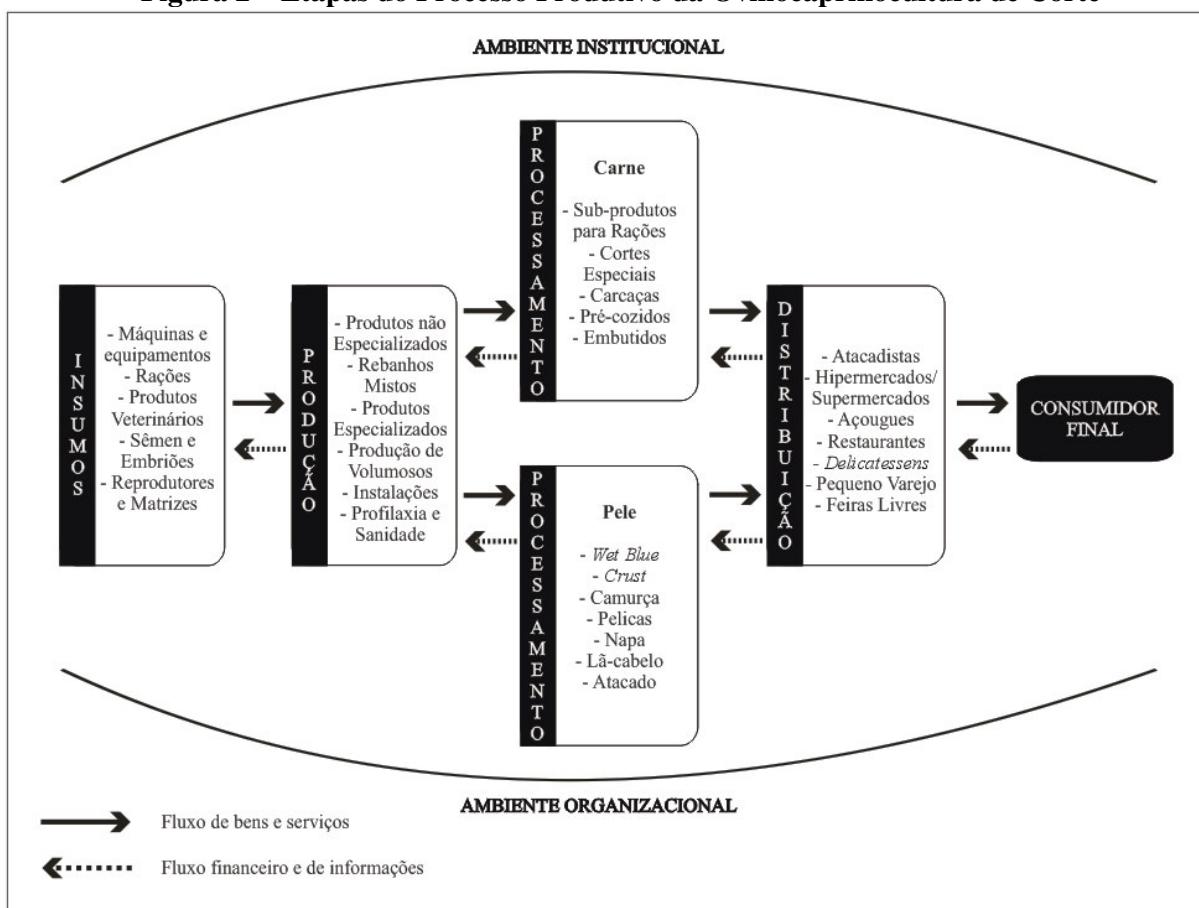 Figura – Etapas do Processo Produtivo da Ovinocaprinocultura de Corte
AMBIENTE INSTITUCIONAL
INSUMOS
- Máquinas e
equipamentos
- Rações
- Produtos
Veterinários
- Sêmen e
Embriões
- Reprodutores
e Matrizes
PRODUÇÃO
- Produtos não
Especializados
- Rebanhos
Mistos
- Produtos
Especializados
- Produção de
Volumosos
- Instalações
- Profilaxia e
Sanidade
PROCESSAMENTO
Carne
- Sub-produtos
para Rações
- Cortes
Especiais
- Carcaças
- Pré-cozidos
- Embutidos
PROCESSAMENTO
Pele
- Wet Blue
- Crust
- Camurça
- Pelicas
- Napa
- Lã-cabelo
- Atacado
DISTRIBUIÇÃO
- Atacadistas
- Hipermercados/
Supermercados
- Açougues
- Restaurantes
- Delicatessens
- Pequeno Varejo
- Feiras Livres
CONSUMIDOR
FINAL
AMBIENTE ORGANIZACIONAL
Fluxo de bens e serviços
Fluxo financeiro e de informações